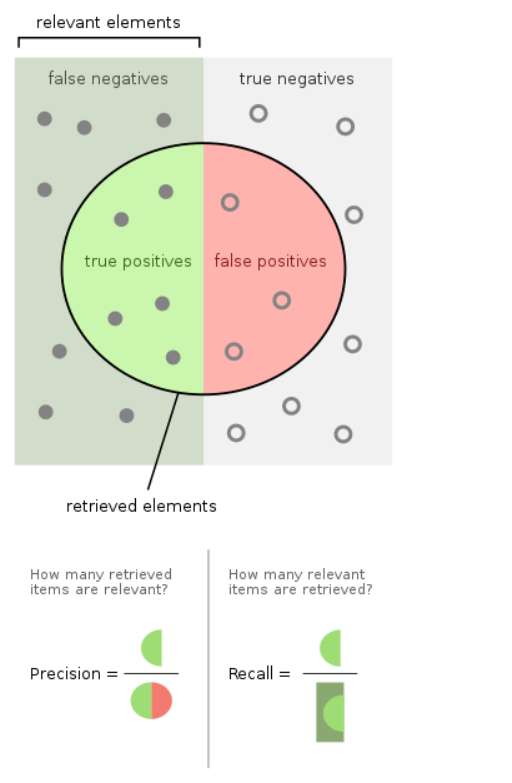 relevant elements
false negatives
true negatives
true positives
false positives
retrieved elements
How many retrieved
items are relevant?
How many relevant
items are retrieved?
Precision =
Recall =